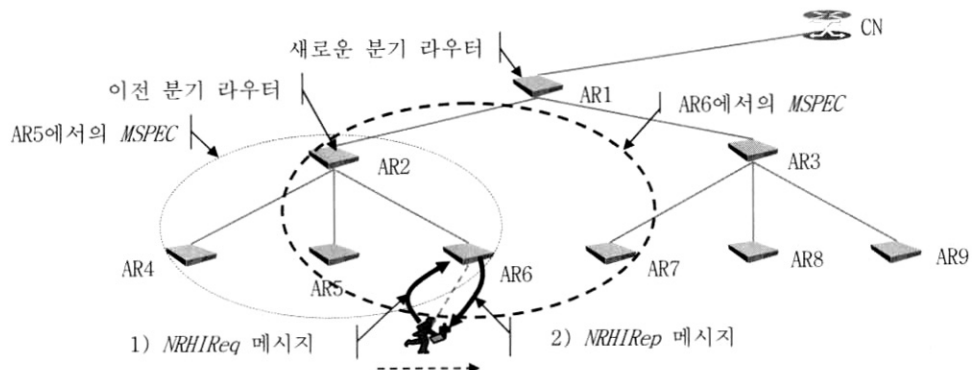 CN
새로운 분기 라우터
AR1
이전 분기 라우터
AR6에서의 MSPEC
AR5에서의 MSPEC
AR2
AR3
AR4
AR5
AR6
AR7
AR8
AR9
1) NRHIReq 메시지
2) NRHIRep 메시지